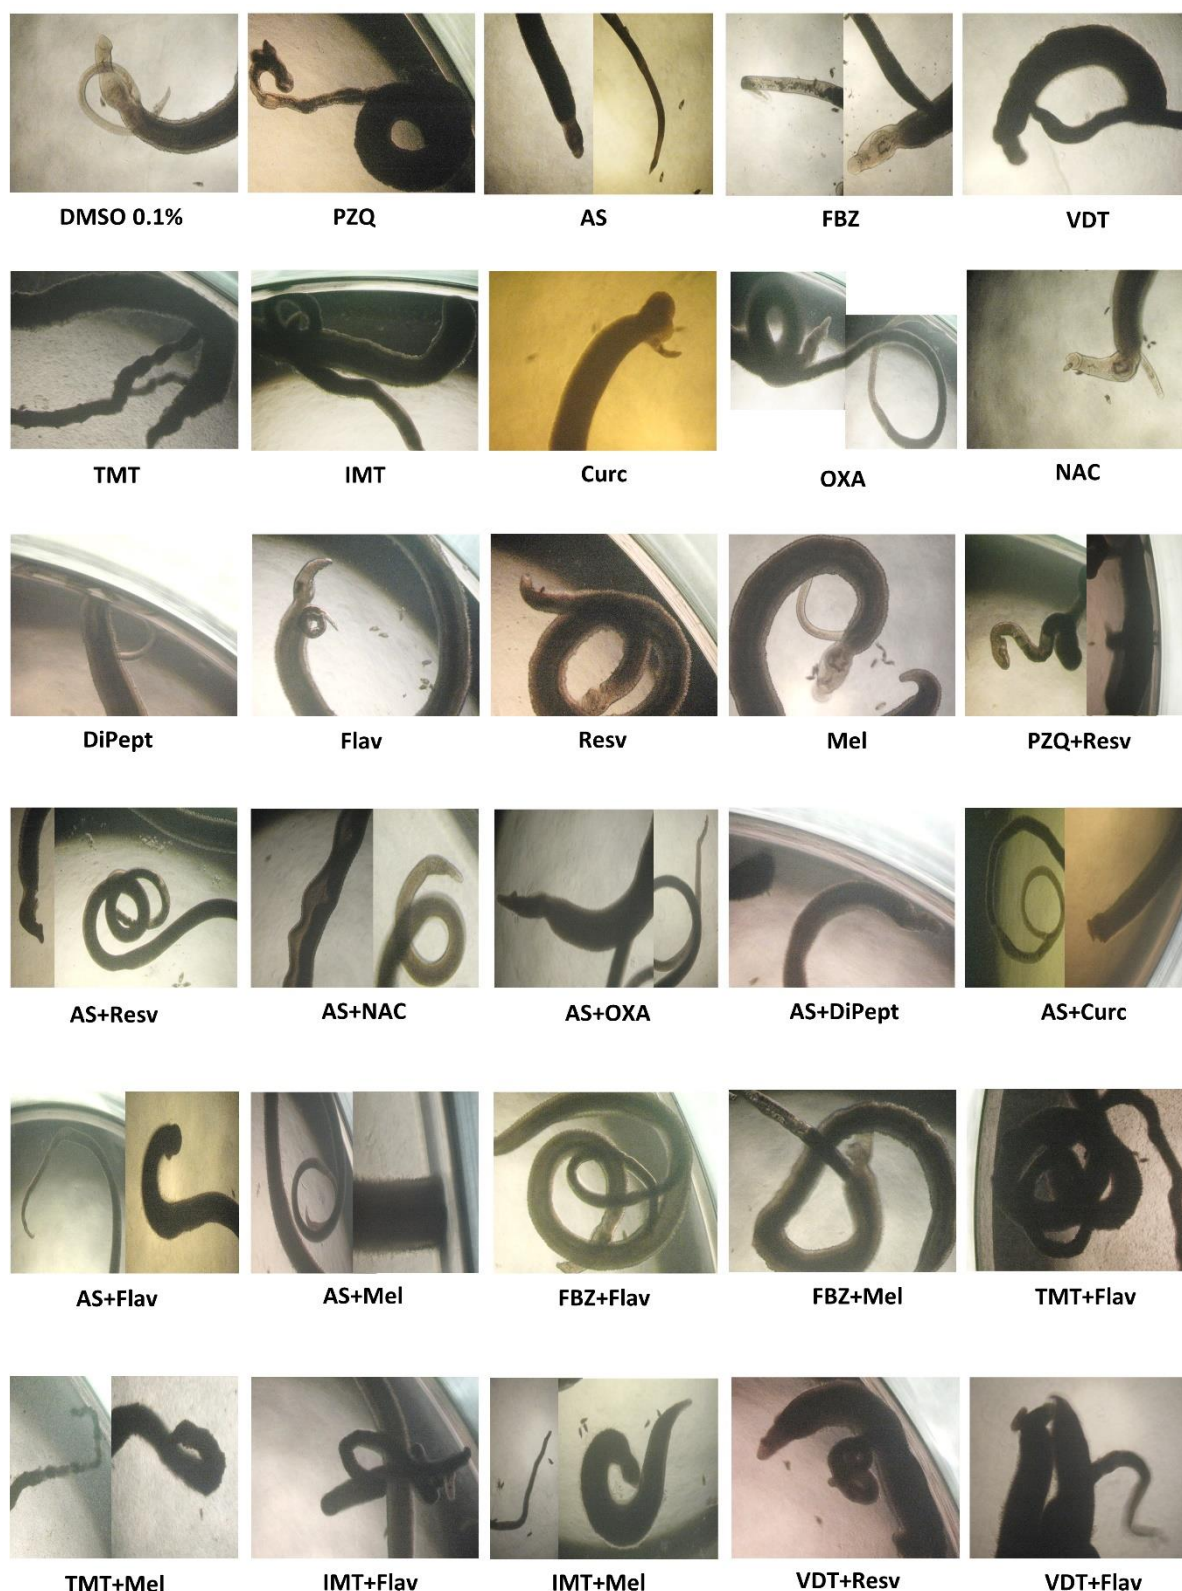 DMSO 0.1% PZQ AS FBZ VDT
TMT IMT Curc OXA NAC
DiPept Flav Resv Mel PZQ+Resv
AS+Resv AS+NAC AS+OXA AS+DiPept AS+Curc
AS+Flav AS+Mel FBZ+Flav FBZ+Mel TMT+Flav
TMT+Mel IMT+Flav IMT+Mel VDT+Resv VDT+Flav